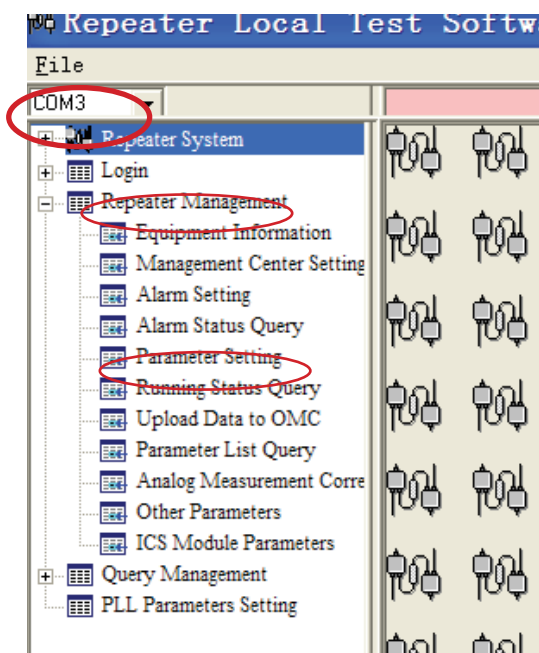 Repeater Local Test Softw
File
COM3
Repeater System
Login
Repeater Management
Equipment Information
Management Center Setting
Alarm Setting
Alarm Status Query
Parameter Setting
Running Status Query
Upload Data to OMC
Parameter List Query
Analog Measurement Corre
Other Parameters
ICS Module Parameters
Query Management
PLL Parameters Setting